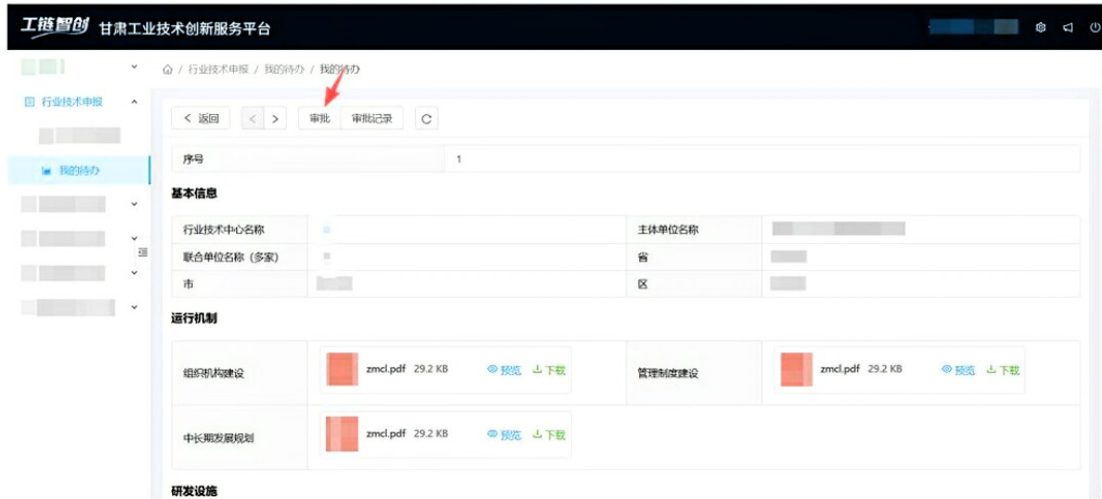 工链智创 甘肃工业技术创新服务平台
/ 行业技术申报 / 我的待办 / 我的待办
行业技术申报
我的待办
< 返回 < > 审批 审批记录
序号 1
基本信息
行业技术中心名称 主体单位名称
联合单位名称（多家） 省
市 区
运行机制
组织机构建设 zmcl.pdf 29.2 KB 预览 下载 管理制度建设 zmcl.pdf 29.2 KB 预览 下载
中长期发展规划 zmcl.pdf 29.2 KB 预览 下载
研发设施